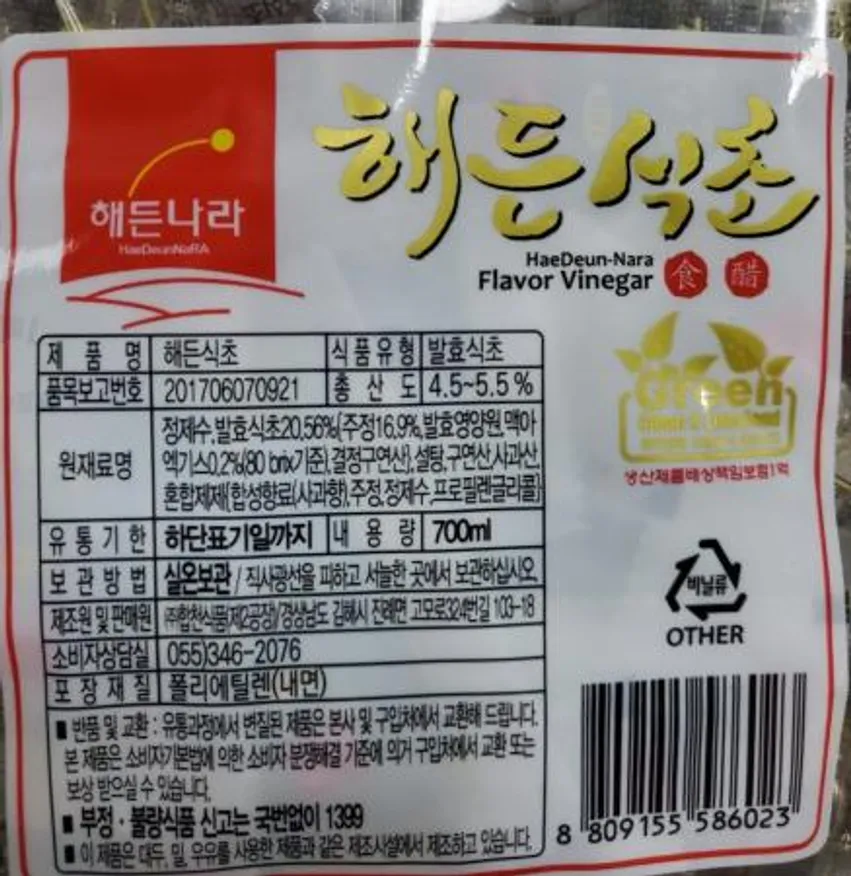 해든나라
HaeDeunNaRA
해든식초
HaeDeun-Nara
Flavor Vinegar 食 醋
제 품 명 해든식초 식품유형 발효식초
품목보고번호 201706070921 총 산 도 4.5~5.5%
원재료명 정제수,발효식초20.56%{주정16.9%,발효영양원,맥아
엑기스0.2%(80 brix기준),결정구연산},설탕,구연산,사과산,
혼합제제{합성향료(사과향),주정,정제수,프로필렌글리콜}
유 통 기 한 하단표기일까지 내 용 량 700ml
보 관 방 법 실온보관 / 직사광선을 피하고 서늘한 곳에서 보관하십시오.
제조원 및 판매원 ㈜합천식품(제2공장)/경상남도 김해시 진례면 고모로324번길 103-18
소비자상담실 055)346-2076
포 장 재 질 폴리에틸렌(내면)
■ 반품 및 교환 : 유통과정에서 변질된 제품은 본사 및 구입처에서 교환해 드립니다.
본 제품은 소비자기본법에 의한 소비자 분쟁해결 기준에 의거 구입처에서 교환 또는
보상 받으실 수 있습니다.
■ 부정 · 불량식품 신고는 국번없이 1399
■ 이 제품은 대두, 밀, 우유를 사용한 제품과 같은 제조시설에서 제조하고 있습니다.
Green
생산제품배상책임보험1억
비닐류
OTHER
8 809155 586023